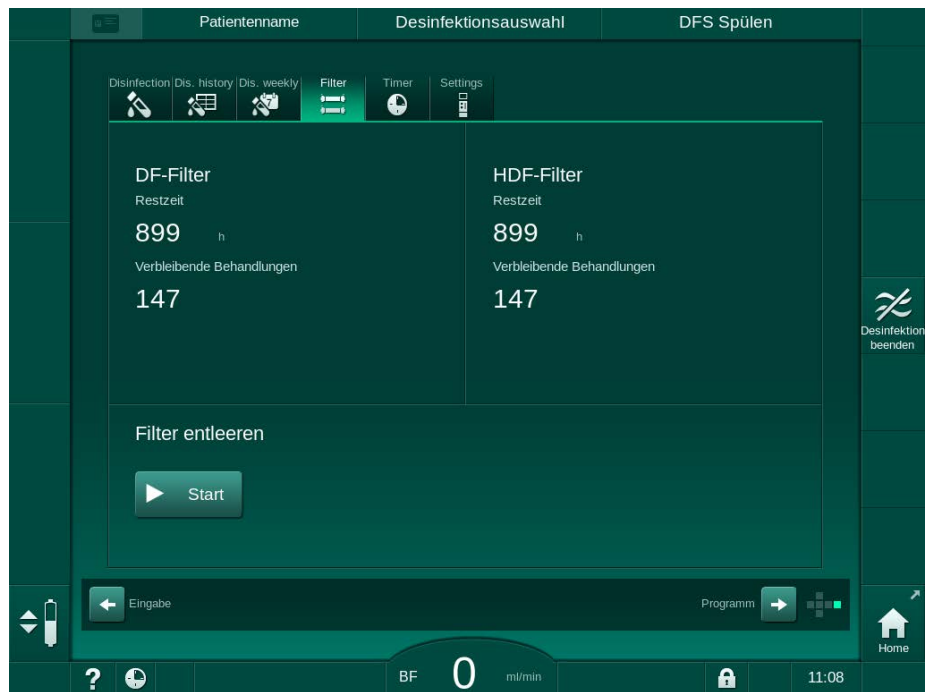 Patientenname
Desinfektionsauswahl
DFS Spülen
Disinfection
Dis. history
Dis. weekly
Filter
Timer
Settings
7
DF-Filter
Restzeit
899 h
Verbleibende Behandlungen
147
HDF-Filter
Restzeit
899 h
Verbleibende Behandlungen
147
Desinfektion
beenden
Filter entleeren
Start
Eingabe
Programm
Home
?
BF 0 ml/min
11:08